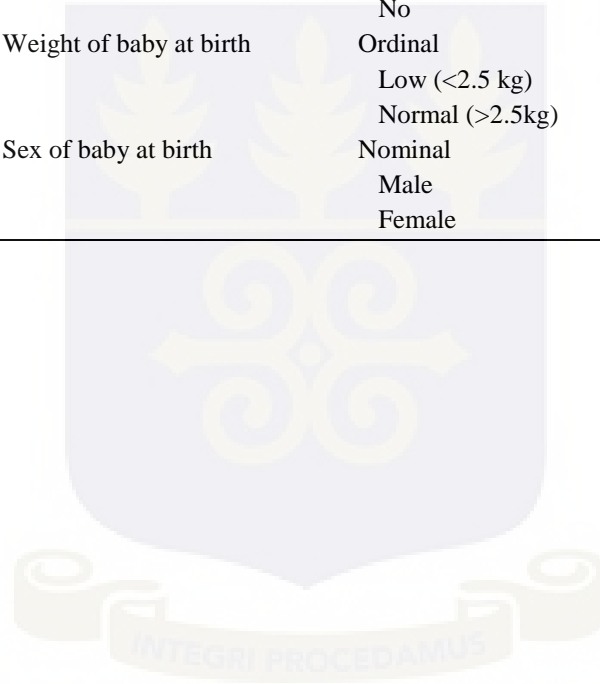 No
Weight of baby at birth Ordinal
Low (<2.5 kg)
Normal (>2.5kg)
Sex of baby at birth Nominal
Male
Female
INTEGRI PROCEDAMUS